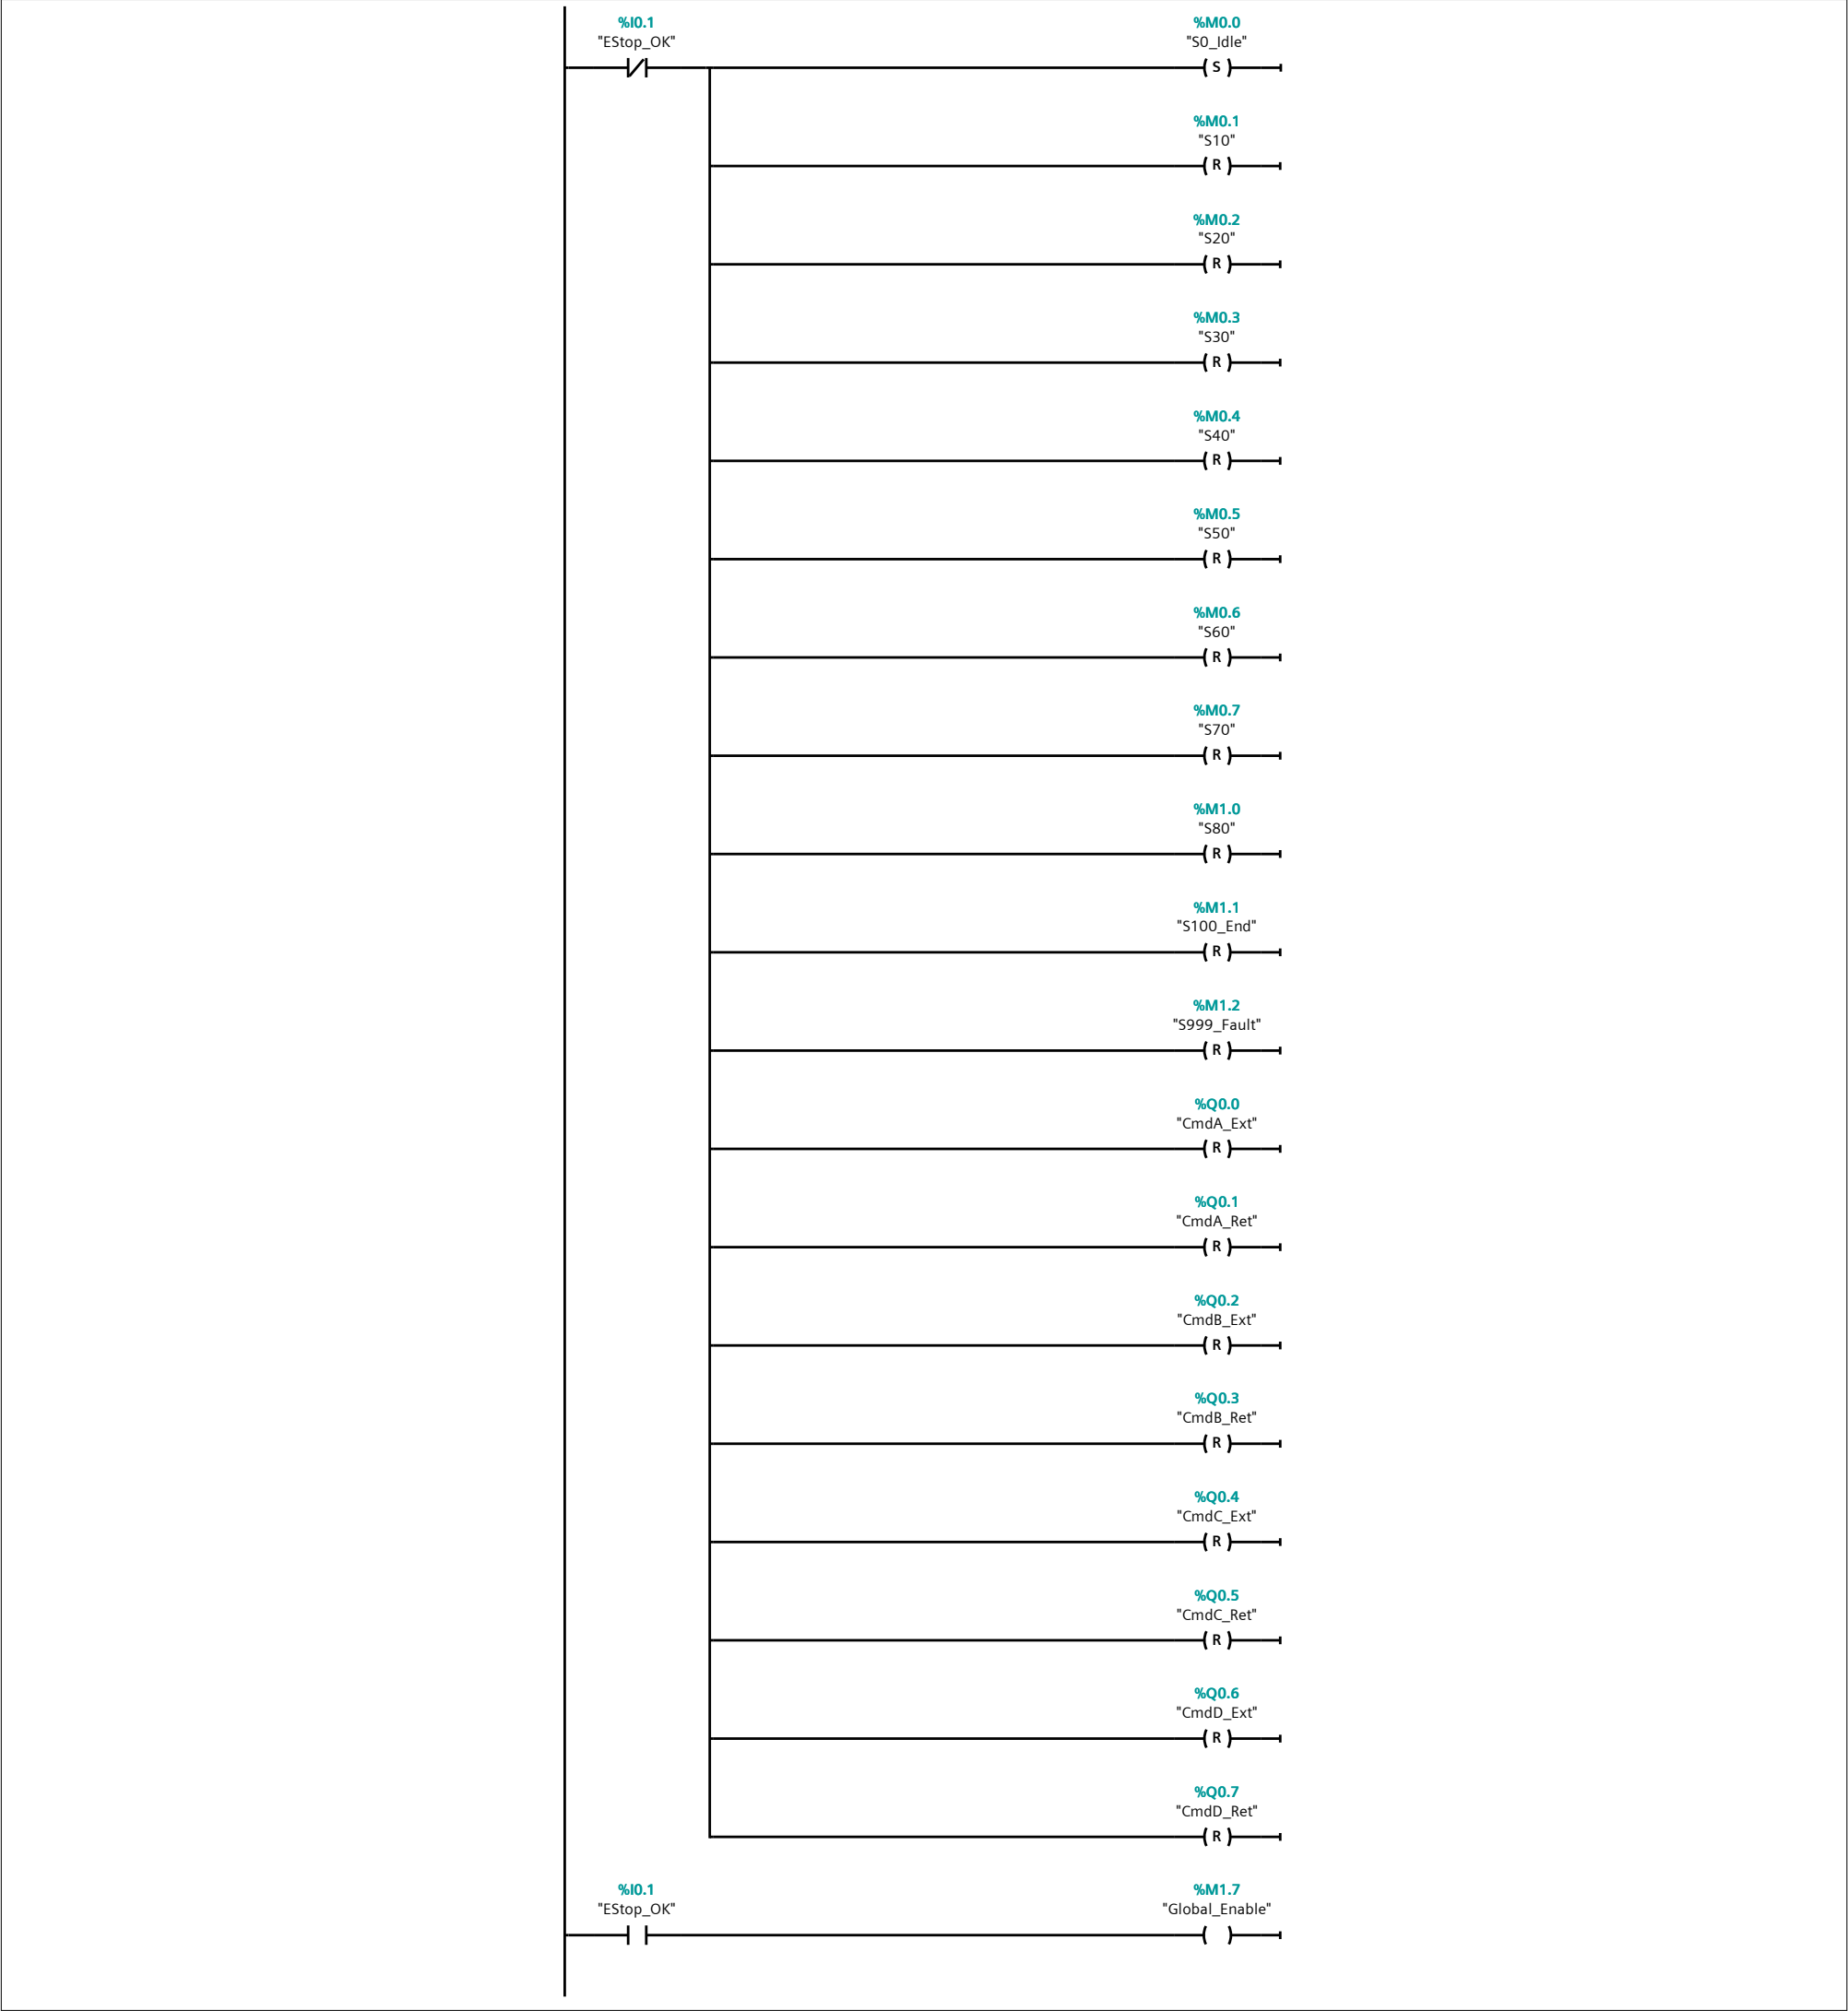 %I0.1
"EStop_OK"
%M0.0
"S0_Idle"
S
%M0.1
"S10"
R
%M0.2
"S20"
R
%M0.3
"S30"
R
%M0.4
"S40"
R
%M0.5
"S50"
R
%M0.6
"S60"
R
%M0.7
"S70"
R
%M1.0
"S80"
R
%M1.1
"S100_End"
R
%M1.2
"S999_Fault"
R
%Q0.0
"CmdA_Ext"
R
%Q0.1
"CmdA_Ret"
R
%Q0.2
"CmdB_Ext"
R
%Q0.3
"CmdB_Ret"
R
%Q0.4
"CmdC_Ext"
R
%Q0.5
"CmdC_Ret"
R
%Q0.6
"CmdD_Ext"
R
%Q0.7
"CmdD_Ret"
R
%I0.1
"EStop_OK"
%M1.7
"Global_Enable"